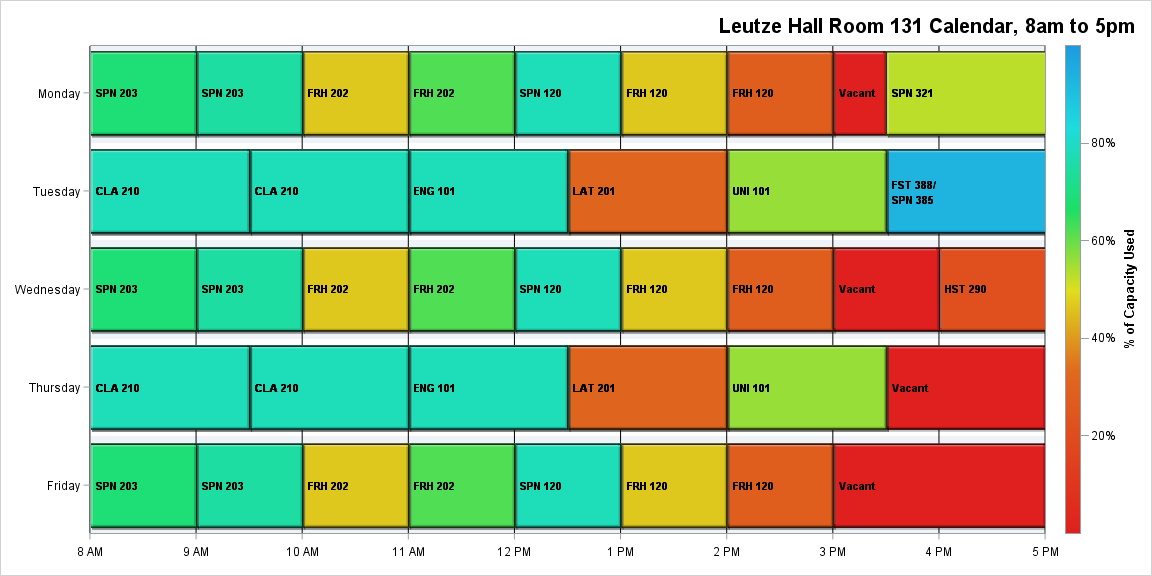 Leutze Hall Room 131 Calendar, 8am to 5pm
Monday
SPN 203
SPN 203
FRH 202
FRH 202
SPN 120
FRH 120
FRH 120
Vacant
SPN 321
Tuesday
CLA 210
CLA 210
ENG 101
LAT 201
UNI 101
FST 388/
SPN 385
Wednesday
SPN 203
SPN 203
FRH 202
FRH 202
SPN 120
FRH 120
FRH 120
Vacant
HST 290
Thursday
CLA 210
CLA 210
ENG 101
LAT 201
UNI 101
Vacant
Friday
SPN 203
SPN 203
FRH 202
FRH 202
SPN 120
FRH 120
FRH 120
Vacant
8 AM
9 AM
10 AM
11 AM
12 PM
1 PM
2 PM
3 PM
4 PM
5 PM
80%
60%
40%
20%
% of Capacity Used